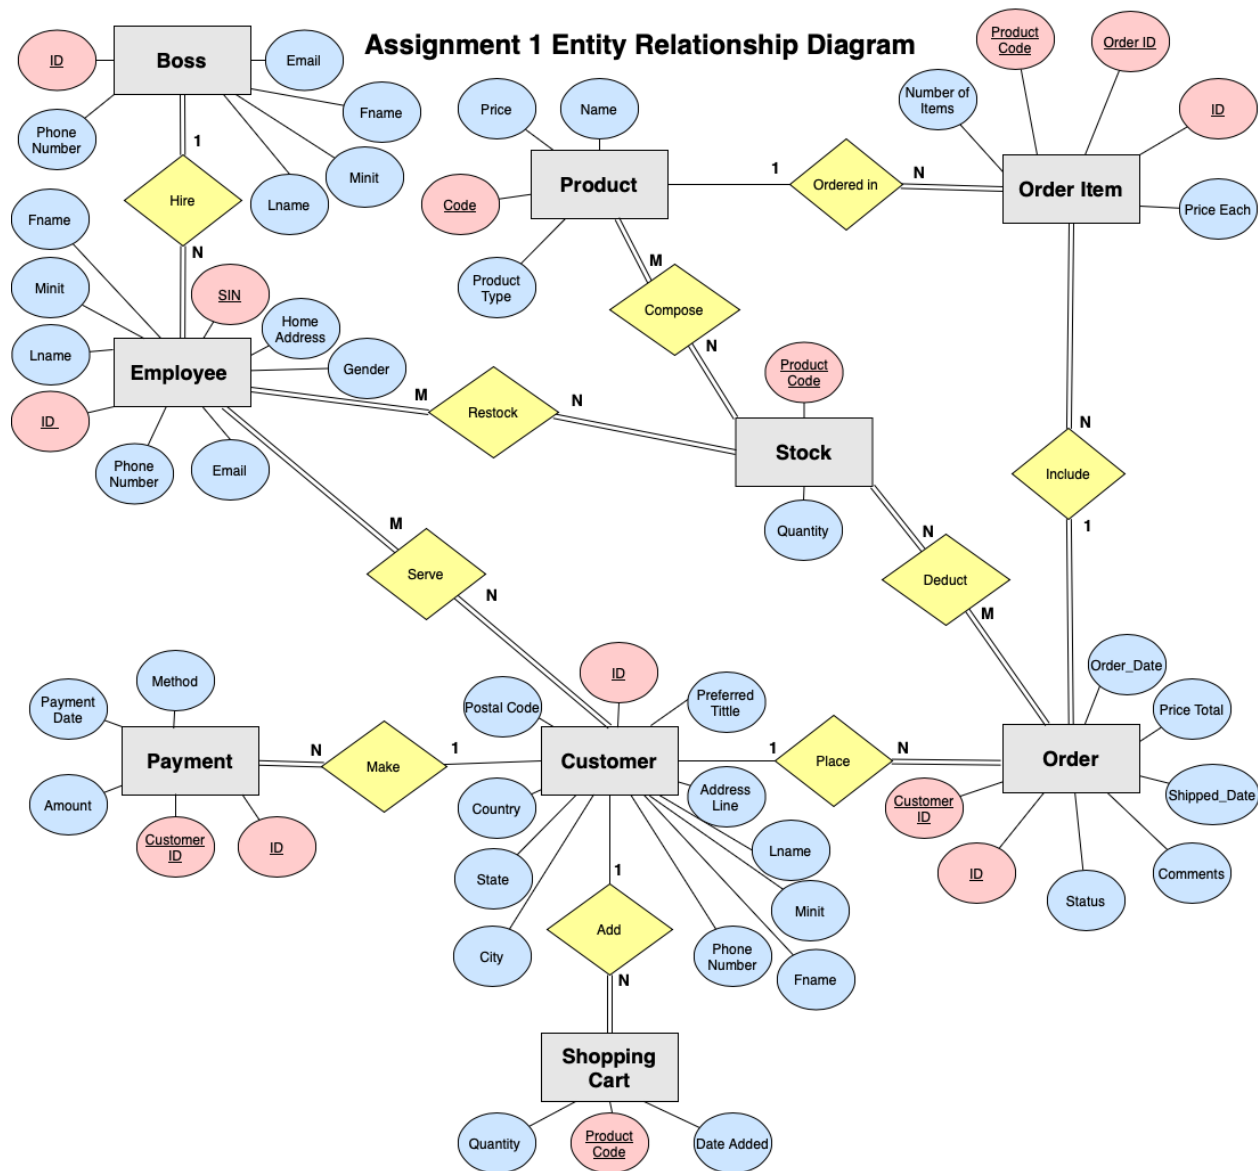 Assignment 1 Entity Relationship Diagram
ID
Boss
Email
Phone
Number
Fname
Minit
Lname
1
Hire
N
Price
Name
Product
Code
Product
Type
1
Ordered in
N
Product
Code
Order ID
Number of
Items
ID
Order Item
Price Each
Fname
Minit
Lname
ID
SIN
Home
Address
Gender
Employee
Phone
Number
Email
M
Restock
N
M
Compose
N
Product
Code
Stock
Quantity
N
Include
1
N
Deduct
M
M
Serve
N
Payment
Date
Method
Payment
Amount
Customer
ID
ID
N
Make
1
Postal Code
ID
Preferred
Tittle
Customer
Country
State
City
Address
Line
Lname
Minit
Fname
Phone
Number
1
Place
N
Order_Date
Price Total
Order
Shipped_Date
Customer
ID
ID
Status
Comments
1
Add
N
Shopping
Cart
Quantity
Product
Code
Date Added